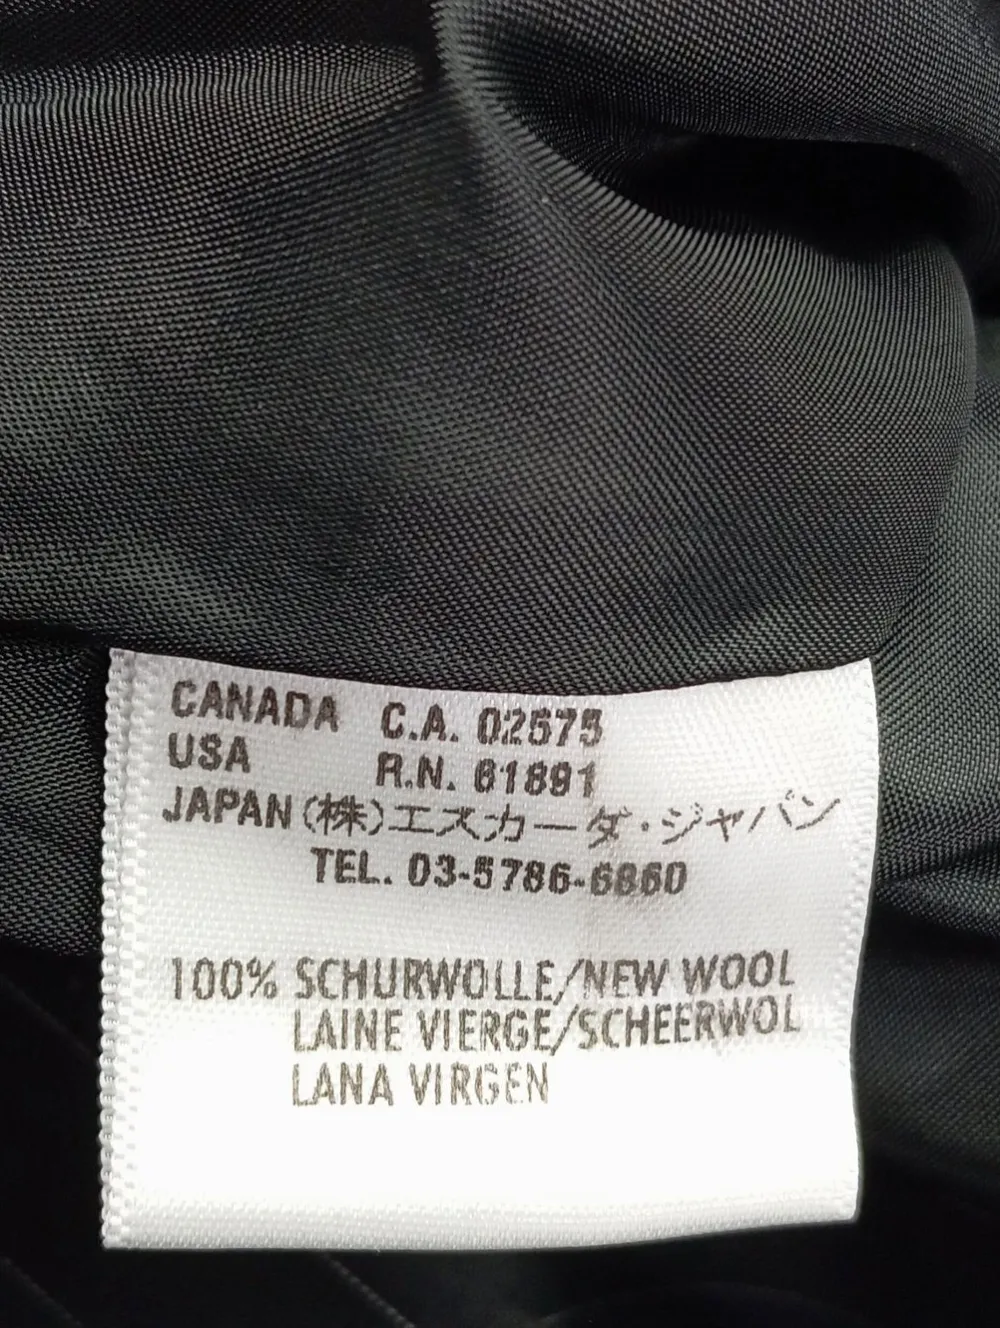 CANADA C.A. 02575
USA R.N. 61891
JAPAN (株)エスカーダ・ジャパン
TEL. 03-5786-6860
100% SCHURWOLLE/NEW WOOL
LAINE VIERGE/SCHEERWOL
LANA VIRGEN